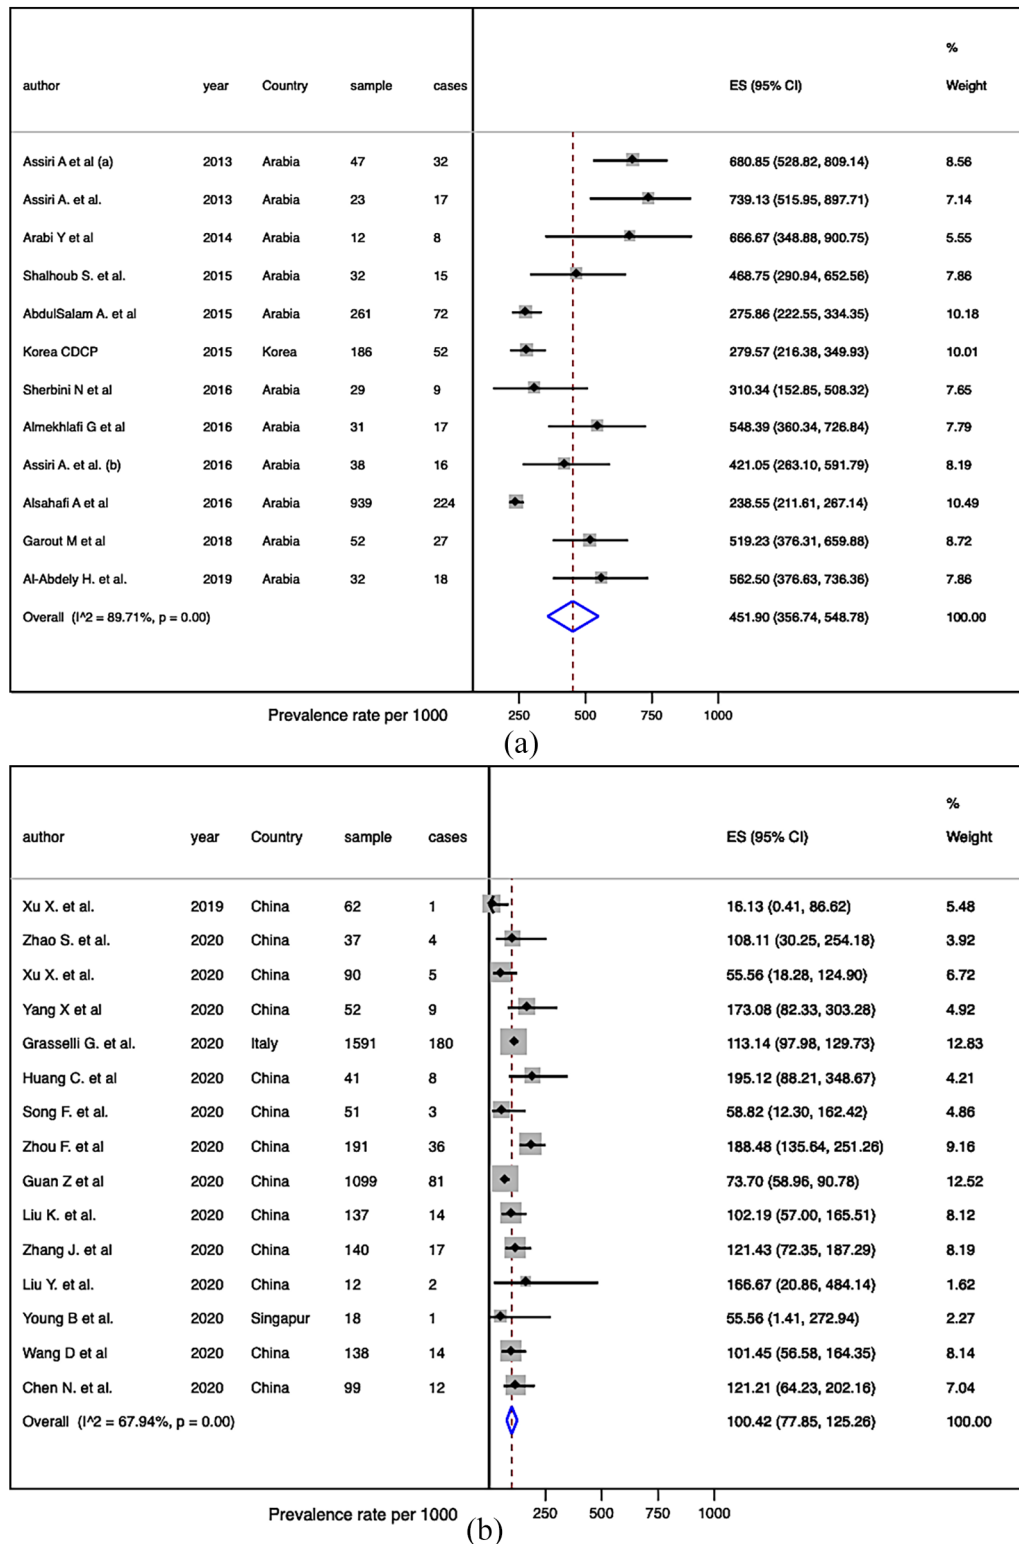 %
author year Country sample cases ES (95% CI) Weight
Assiri A et al (a) 2013 Arabia 47 32 680.85 (528.82, 809.14) 8.56
Assiri A. et al. 2013 Arabia 23 17 739.13 (515.95, 897.71) 7.14
Arabi Y et al 2014 Arabia 12 8 666.67 (348.88, 900.75) 5.55
Shalhoub S. et al. 2015 Arabia 32 15 468.75 (290.94, 652.56) 7.86
AbdulSalam A. et al 2015 Arabia 261 72 275.86 (222.55, 334.35) 10.18
Korea CDCP 2015 Korea 186 52 279.57 (216.38, 349.93) 10.01
Sherbini N et al 2016 Arabia 29 9 310.34 (152.85, 508.32) 7.65
Almekhlafi G et al 2016 Arabia 31 17 548.39 (360.34, 726.84) 7.79
Assiri A. et al. (b) 2016 Arabia 38 16 421.05 (263.10, 591.79) 8.19
Alsahafi A et al 2016 Arabia 939 224 238.55 (211.61, 267.14) 10.49
Garout M et al 2018 Arabia 52 27 519.23 (376.31, 659.88) 8.72
Al-Abdely H. et al. 2019 Arabia 32 18 562.50 (376.63, 736.36) 7.86
Overall (I^2 = 89.71%, p = 0.00) 451.90 (356.74, 548.78) 100.00
Prevalence rate per 1000 250 500 750 1000
(a)
%
author year Country sample cases ES (95% CI) Weight
Xu X. et al. 2019 China 62 1 16.13 (0.41, 86.62) 5.48
Zhao S. et al. 2020 China 37 4 108.11 (30.25, 254.18) 3.92
Xu X. et al. 2020 China 90 5 55.56 (18.28, 124.90) 6.72
Yang X et al 2020 China 52 9 173.08 (82.33, 303.28) 4.92
Grasselli G. et al. 2020 Italy 1591 180 113.14 (97.98, 129.73) 12.83
Huang C. et al 2020 China 41 8 195.12 (88.21, 348.67) 4.21
Song F. et al. 2020 China 51 3 58.82 (12.30, 162.42) 4.86
Zhou F. et al 2020 China 191 36 188.48 (135.64, 251.26) 9.16
Guan Z et al 2020 China 1099 81 73.70 (58.96, 90.78) 12.52
Liu K. et al. 2020 China 137 14 102.19 (57.00, 165.51) 8.12
Zhang J. et al 2020 China 140 17 121.43 (72.35, 187.29) 8.19
Liu Y. et al. 2020 China 12 2 166.67 (20.86, 484.14) 1.62
Young B et al. 2020 Singapur 18 1 55.56 (1.41, 272.94) 2.27
Wang D et al 2020 China 138 14 101.45 (56.58, 164.35) 8.14
Chen N. et al. 2020 China 99 12 121.21 (64.23, 202.16) 7.04
Overall (I^2 = 67.94%, p = 0.00) 100.42 (77.85, 125.26) 100.00
Prevalence rate per 1000 250 500 750 1000
(b)